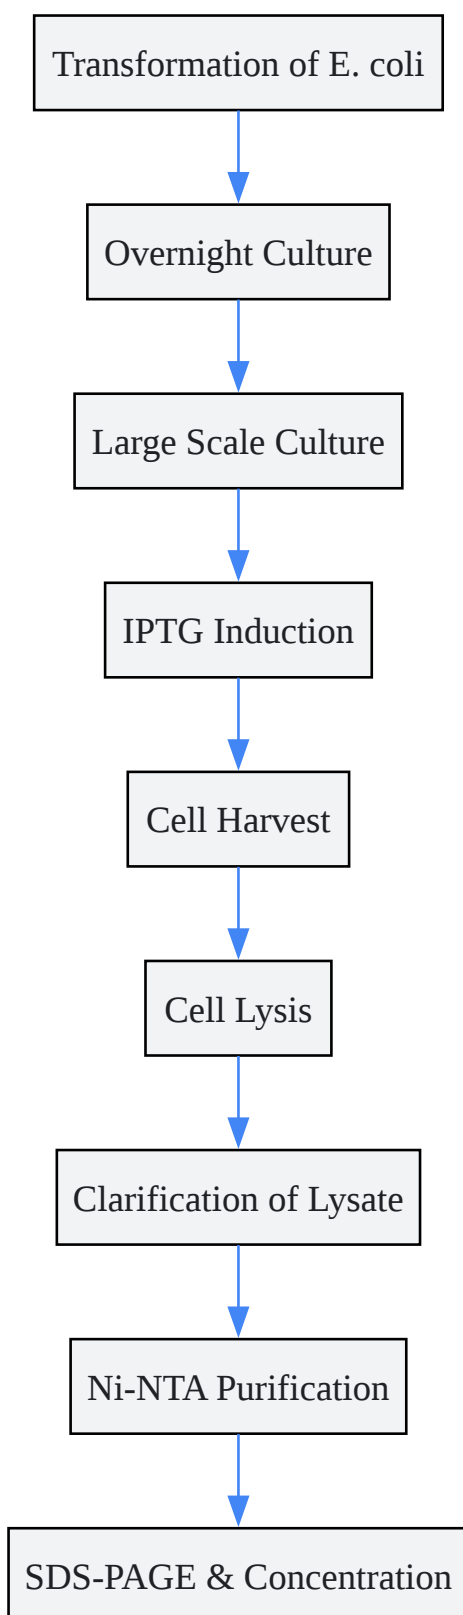 Transformation of E. coli
Overnight Culture
Large Scale Culture
IPTG Induction
Cell Harvest
Cell Lysis
Clarification of Lysate
Ni-NTA Purification
SDS-PAGE & Concentration